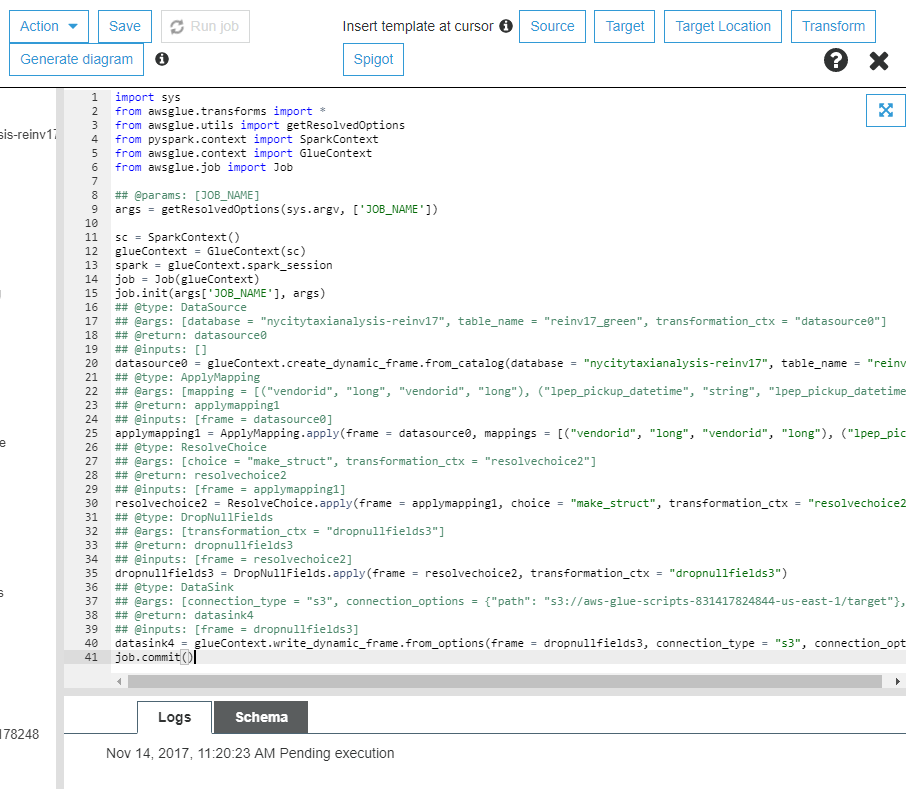 Action Save Run job Insert template at cursor Source Target Target Location Transform
Generate diagram Spigot
sis-reinv17
178248
1 import sys
2 from awsglue.transforms import *
3 from awsglue.utils import getResolvedOptions
4 from pyspark.context import SparkContext
5 from awsglue.context import GlueContext
6 from awsglue.job import Job
7
8 ## @params: [JOB_NAME]
9 args = getResolvedOptions(sys.argv, ['JOB_NAME'])
10
11 sc = SparkContext()
12 glueContext = GlueContext(sc)
13 spark = glueContext.spark_session
14 job = Job(glueContext)
15 job.init(args['JOB_NAME'], args)
16 ## @type: DataSource
17 ## @args: [database = "nycitytaxianalysis-reinv17", table_name = "reinv17_green", transformation_ctx = "datasource0"]
18 ## @return: datasource0
19 ## @inputs: []
20 datasource0 = glueContext.create_dynamic_frame.from_catalog(database = "nycitytaxianalysis-reinv17", table_name = "reinv
21 ## @type: ApplyMapping
22 ## @args: [mapping = [("vendorid", "long", "vendorid", "long"), ("lpep_pickup_datetime", "string", "lpep_pickup_datetime
23 ## @return: applymapping1
24 ## @inputs: [frame = datasource0]
25 applymapping1 = ApplyMapping.apply(frame = datasource0, mappings = [("vendorid", "long", "vendorid", "long"), ("lpep_pic
26 ## @type: ResolveChoice
27 ## @args: [choice = "make_struct", transformation_ctx = "resolvechoice2"]
28 ## @return: resolvechoice2
29 ## @inputs: [frame = applymapping1]
30 resolvechoice2 = ResolveChoice.apply(frame = applymapping1, choice = "make_struct", transformation_ctx = "resolvechoice2
31 ## @type: DropNullFields
32 ## @args: [transformation_ctx = "dropnullfields3"]
33 ## @return: dropnullfields3
34 ## @inputs: [frame = resolvechoice2]
35 dropnullfields3 = DropNullFields.apply(frame = resolvechoice2, transformation_ctx = "dropnullfields3")
36 ## @type: DataSink
37 ## @args: [connection_type = "s3", connection_options = {"path": "s3://aws-glue-scripts-831417824844-us-east-1/target"},
38 ## @return: datasink4
39 ## @inputs: [frame = dropnullfields3]
40 datasink4 = glueContext.write_dynamic_frame.from_options(frame = dropnullfields3, connection_type = "s3", connection_opt
41 job.commit()
Logs Schema
Nov 14, 2017, 11:20:23 AM Pending execution